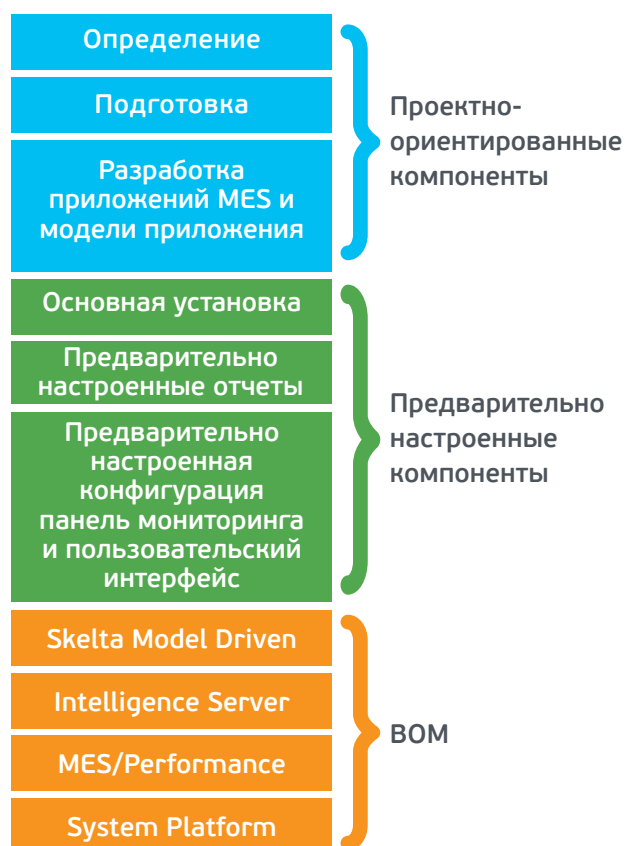 Определение
Подготовка
Разработка
приложений MES и
модели приложения
Проектно-
ориентированные
компоненты
Основная установка
Предварительно
настроенные отчеты
Предварительно
настроенная
конфигурация
панель мониторинга
и пользовательский
интерфейс
Предварительно
настроенные
компоненты
Skelta Model Driven
Intelligence Server
MES/Performance
System Platform
BOM